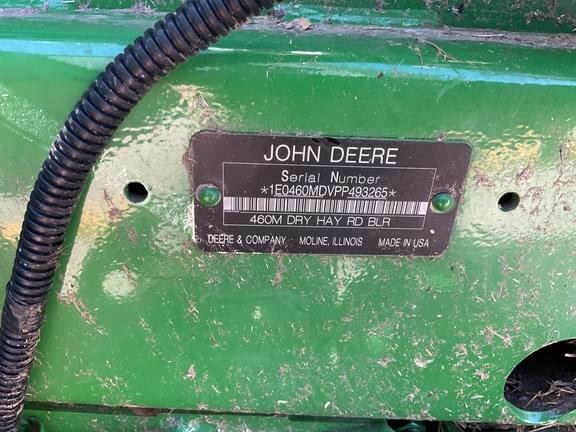 JOHN DEERE
Serial Number
*1E0460MDVPP493265*
460M DRY HAY RD BLR
DEERE & COMPANY MOLINE, ILLINOIS MADE IN USA